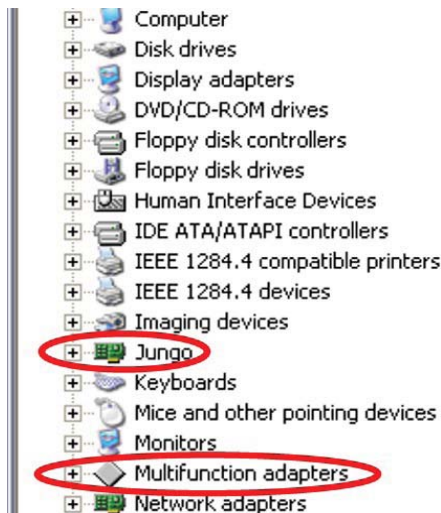 Computer
Disk drives
Display adapters
DVD/CD-ROM drives
Floppy disk controllers
Floppy disk drives
Human Interface Devices
IDE ATA/ATAPI controllers
IEEE 1284.4 compatible printers
IEEE 1284.4 devices
Imaging devices
Jungo
Keyboards
Mice and other pointing devices
Monitors
Multifunction adapters
Network adapters